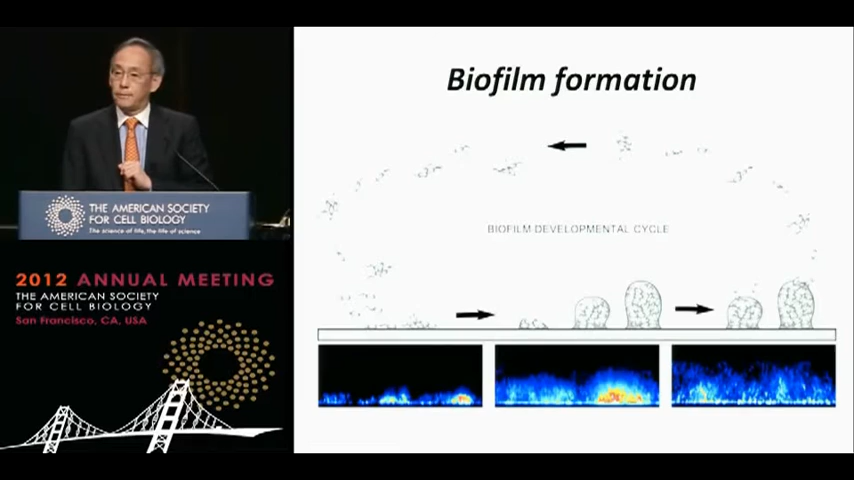 Biofilm formation
BIOFILM DEVELOPMENTAL CYCLE
THE AMERICAN SOCIETY
FOR CELL BIOLOGY
The science of life, the life of science
2012 ANNUAL MEETING
THE AMERICAN SOCIETY
FOR CELL BIOLOGY
San Francisco, CA, USA